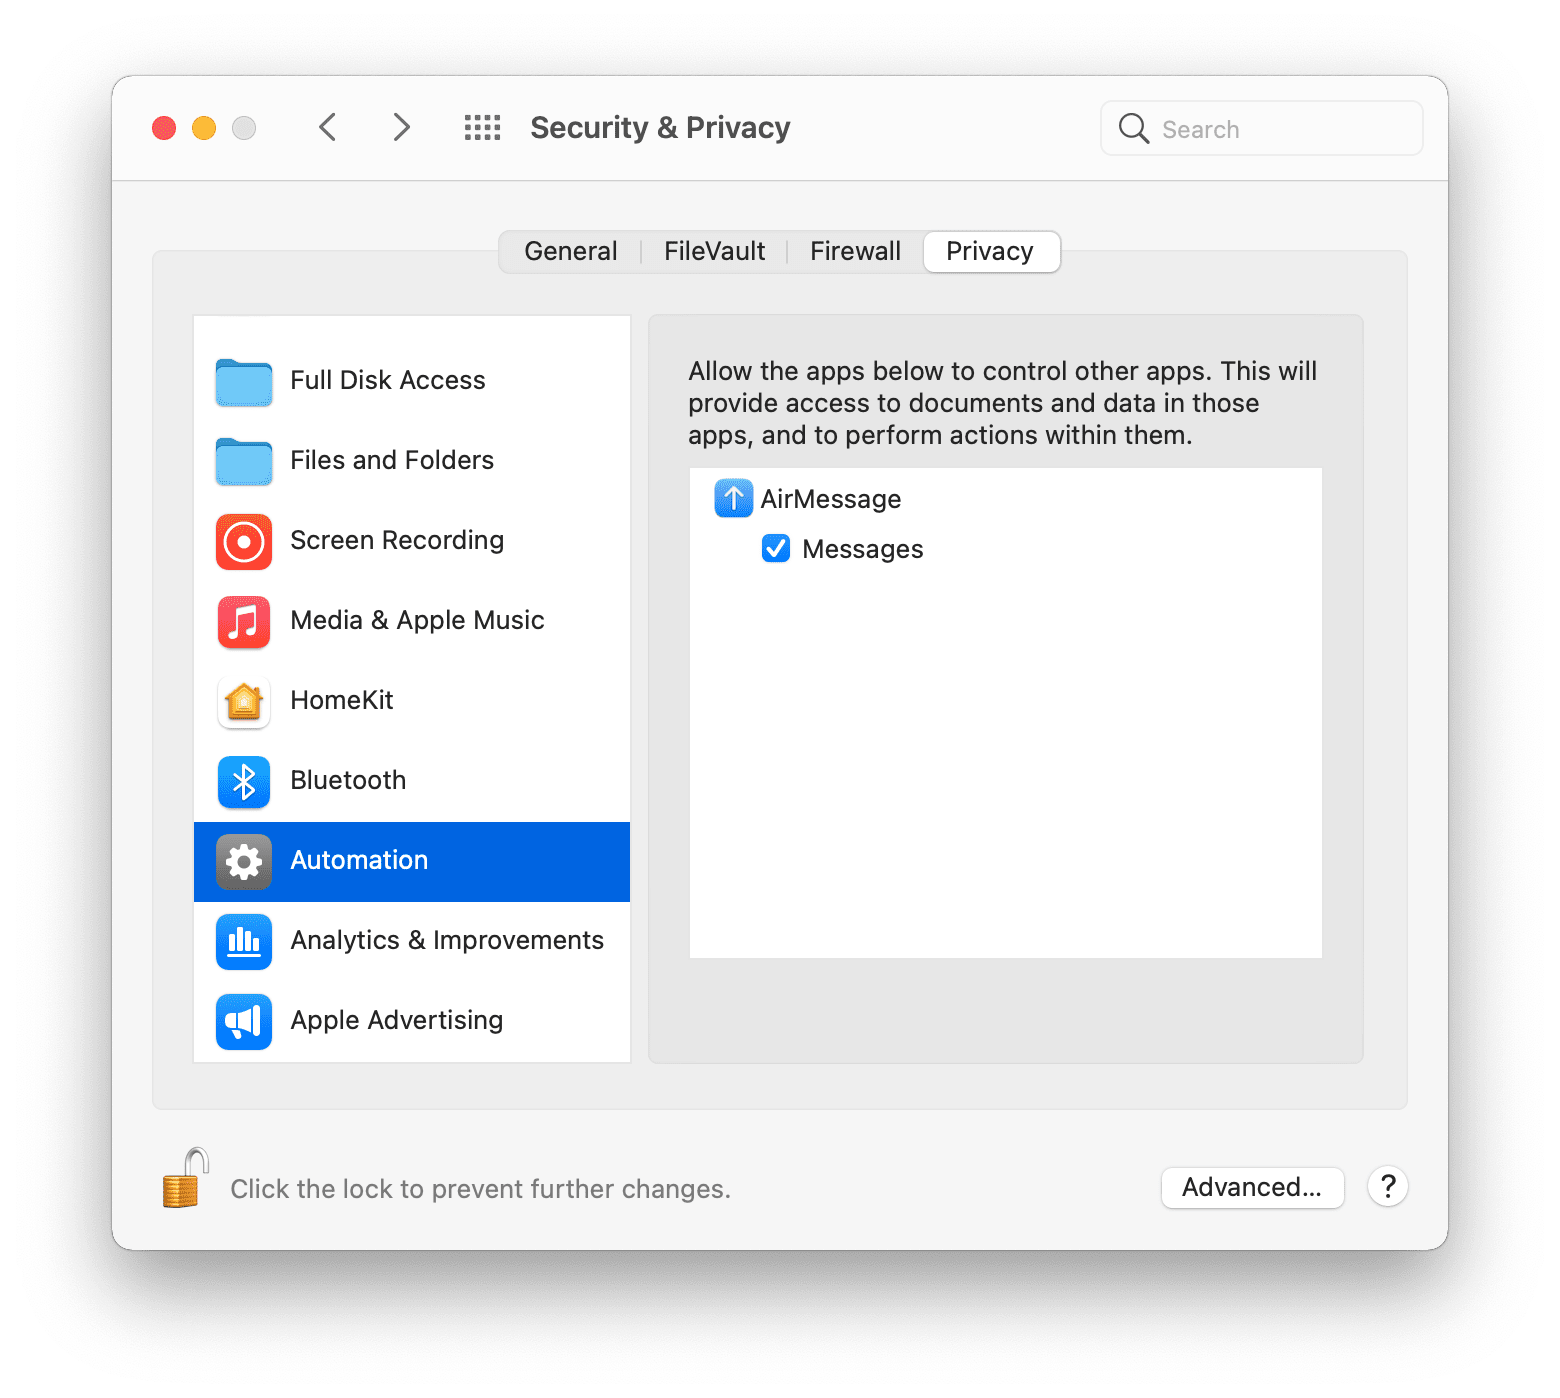 Security & Privacy
Search
General
FileVault
Firewall
Privacy
Full Disk Access
Files and Folders
Screen Recording
Media & Apple Music
HomeKit
Bluetooth
Automation
Analytics & Improvements
Apple Advertising
Allow the apps below to control other apps. This will
provide access to documents and data in those
apps, and to perform actions within them.
AirMessage
Messages
Click the lock to prevent further changes.
Advanced...
?